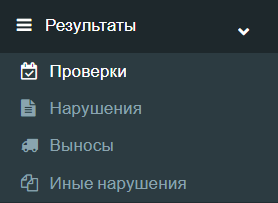 Результаты
Проверки
Нарушения
Выносы
Иные нарушения